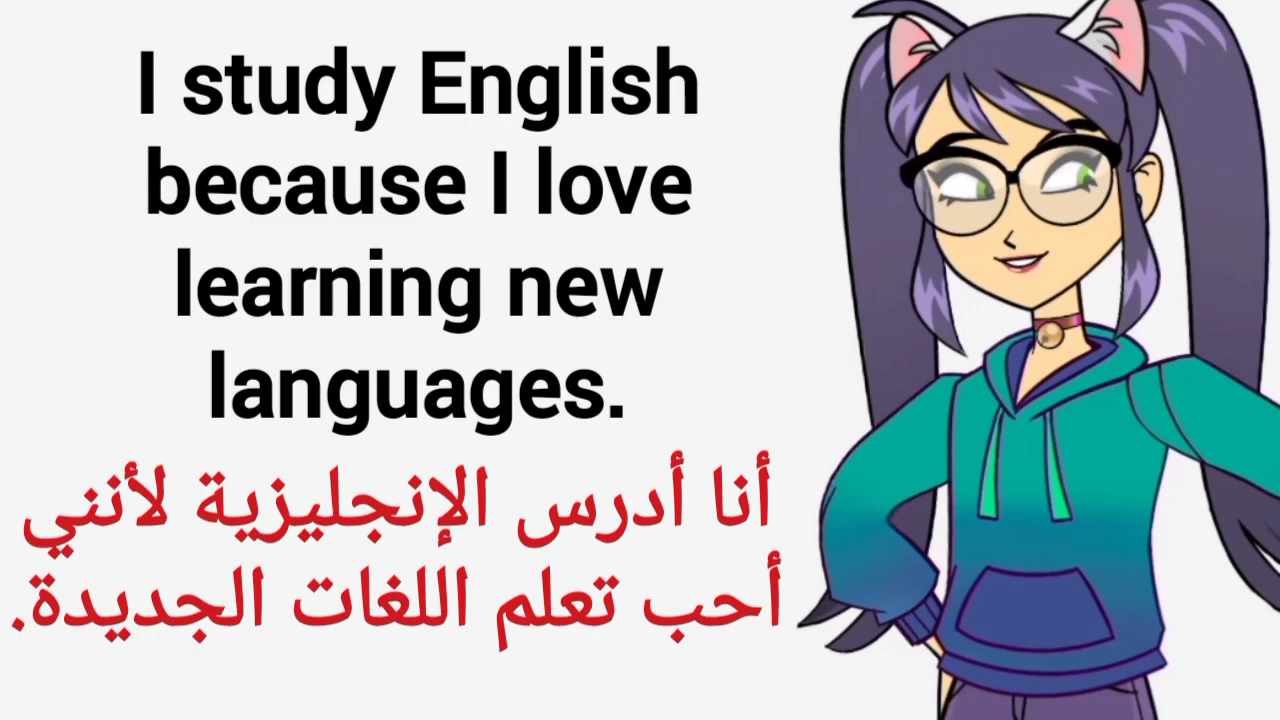 I study English
because I love
learning new
languages.
أنا أدرس الإنجليزية لأنني
أحب تعلم اللغات الجديدة.